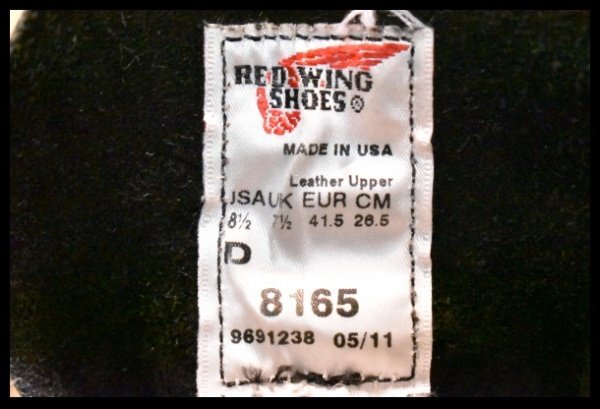 RED WING
SHOES®
MADE IN USA
Leather Upper
USA UK EUR CM
8½ 7½ 41.5 26.5
D
8165
9691238 05/11